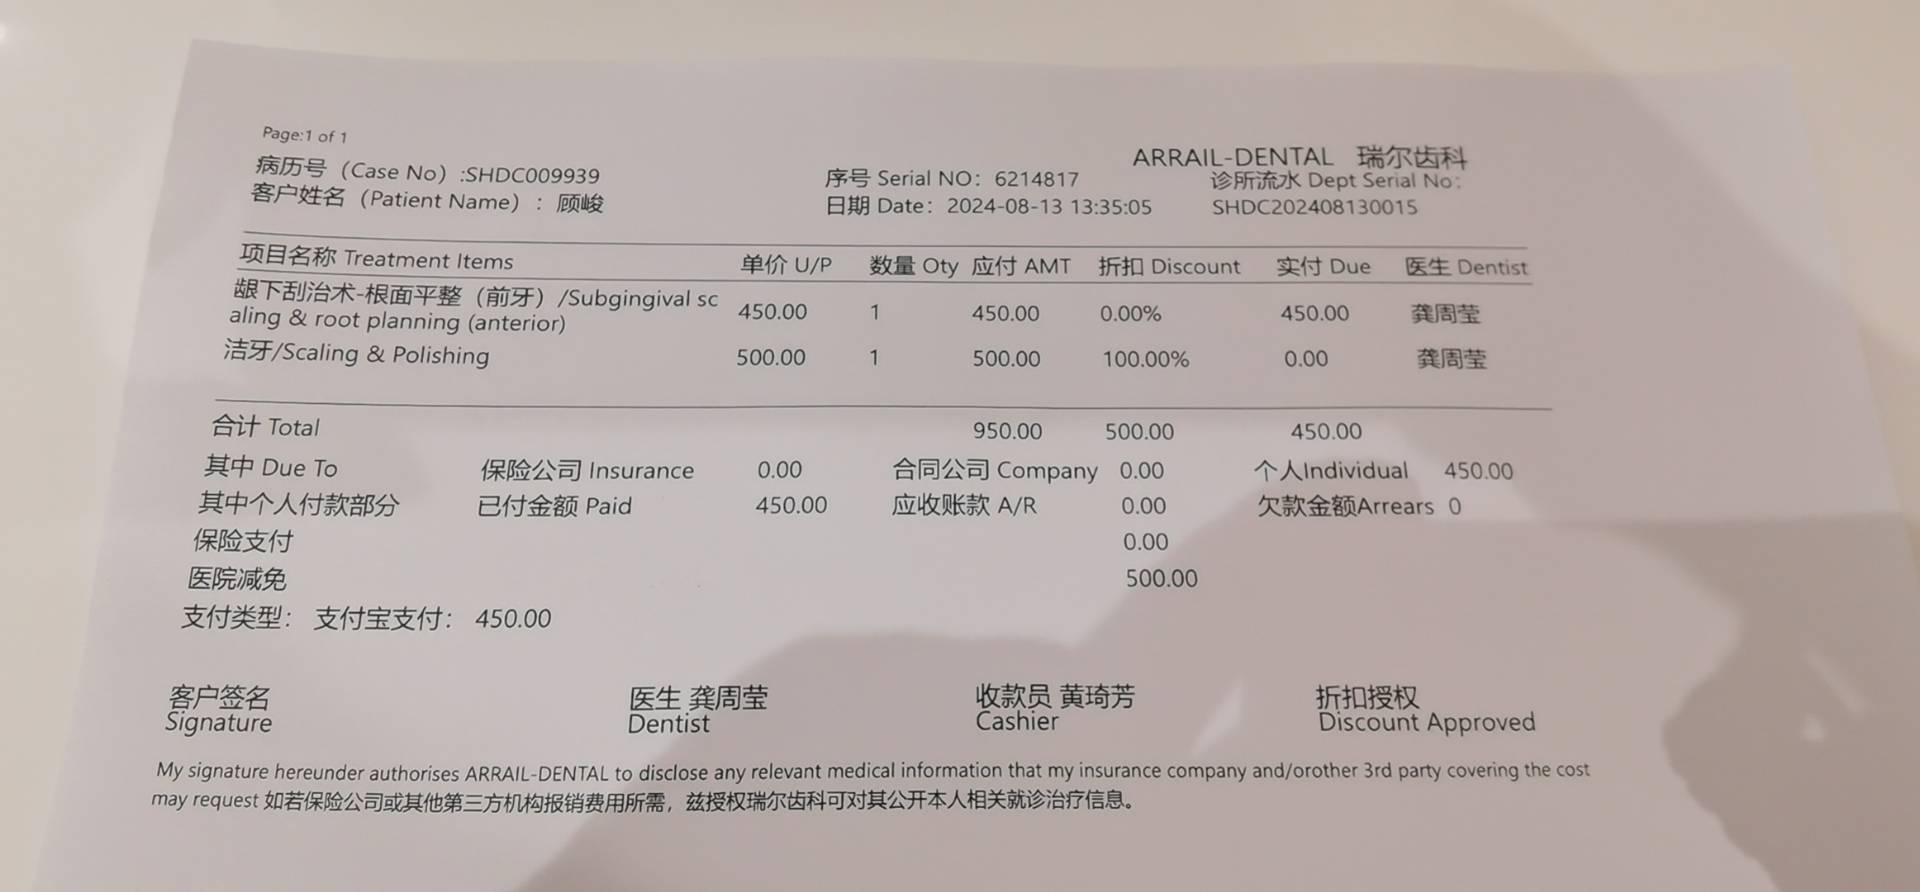 Page:1 of 1
ARRAIL-DENTAL 瑞尔齿科
病历号（Case No）:SHDC009939 序号 Serial NO： 6214817 诊所流水 Dept Serial No：
客户姓名（Patient Name）： 顾峻 日期 Date： 2024-08-13 13:35:05 SHDC202408130015
项目名称 Treatment Items 单价 U/P 数量 Qty 应付 AMT 折扣 Discount 实付 Due 医生 Dentist
龈下刮治术-根面平整（前牙）/Subgingival sc
aling & root planning (anterior) 450.00 1 450.00 0.00% 450.00 龚周莹
洁牙/Scaling & Polishing 500.00 1 500.00 100.00% 0.00 龚周莹
合计 Total 950.00 500.00 450.00
其中 Due To 保险公司 Insurance 0.00 合同公司 Company 0.00 个人Individual 450.00
其中个人付款部分 已付金额 Paid 450.00 应收账款 A/R 0.00 欠款金额Arrears 0
保险支付 0.00
医院减免 500.00
支付类型： 支付宝支付： 450.00
客户签名 医生 龚周莹 收款员 黄琦芳 折扣授权
Signature Dentist Cashier Discount Approved
My signature hereunder authorises ARRAIL-DENTAL to disclose any relevant medical information that my insurance company and/orother 3rd party covering the cost
may request 如若保险公司或其他第三方机构报销费用所需，兹授权瑞尔齿科可对其公开本人相关就诊治疗信息。